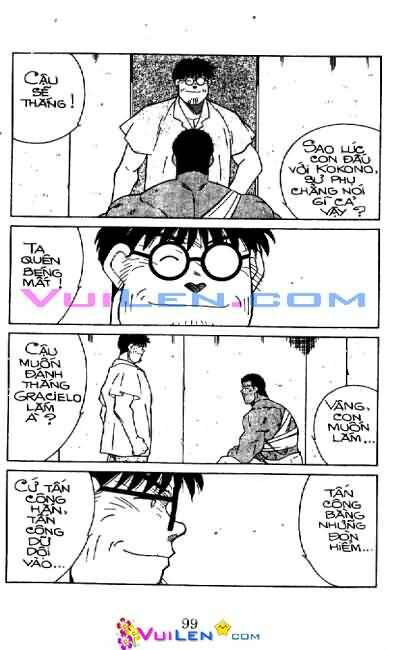 CẬU
SẼ
THẮNG!
SAO LÚC
CON ĐẤU
VỚI KOKONO,
SƯ PHỤ
CHẲNG NÓI
GÌ CẢ
VẬY?
TA
QUÊN
BẸNG
MẤT!
VUILEN.COM
CẬU
MUỐN
ĐÁNH
THẮNG
GRACIELO
LẮM
À?
VÂNG,
CON
MUỐN
LẮM...
CỨ TẤN
CÔNG
HẮN,
TẤN
CÔNG
DỮ
DỘI
VÀO...
TẤN
CÔNG
BẰNG
NHỮNG
ĐÒN
HIỂM...
99
VUILEN.COM